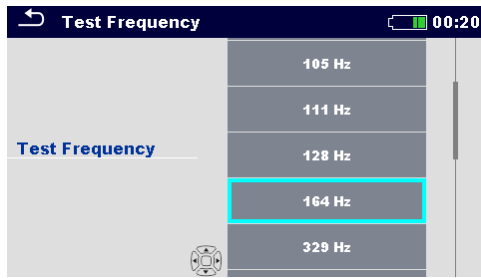 Test Frequency
00:20
105 Hz
111 Hz
Test Frequency
128 Hz
164 Hz
329 Hz